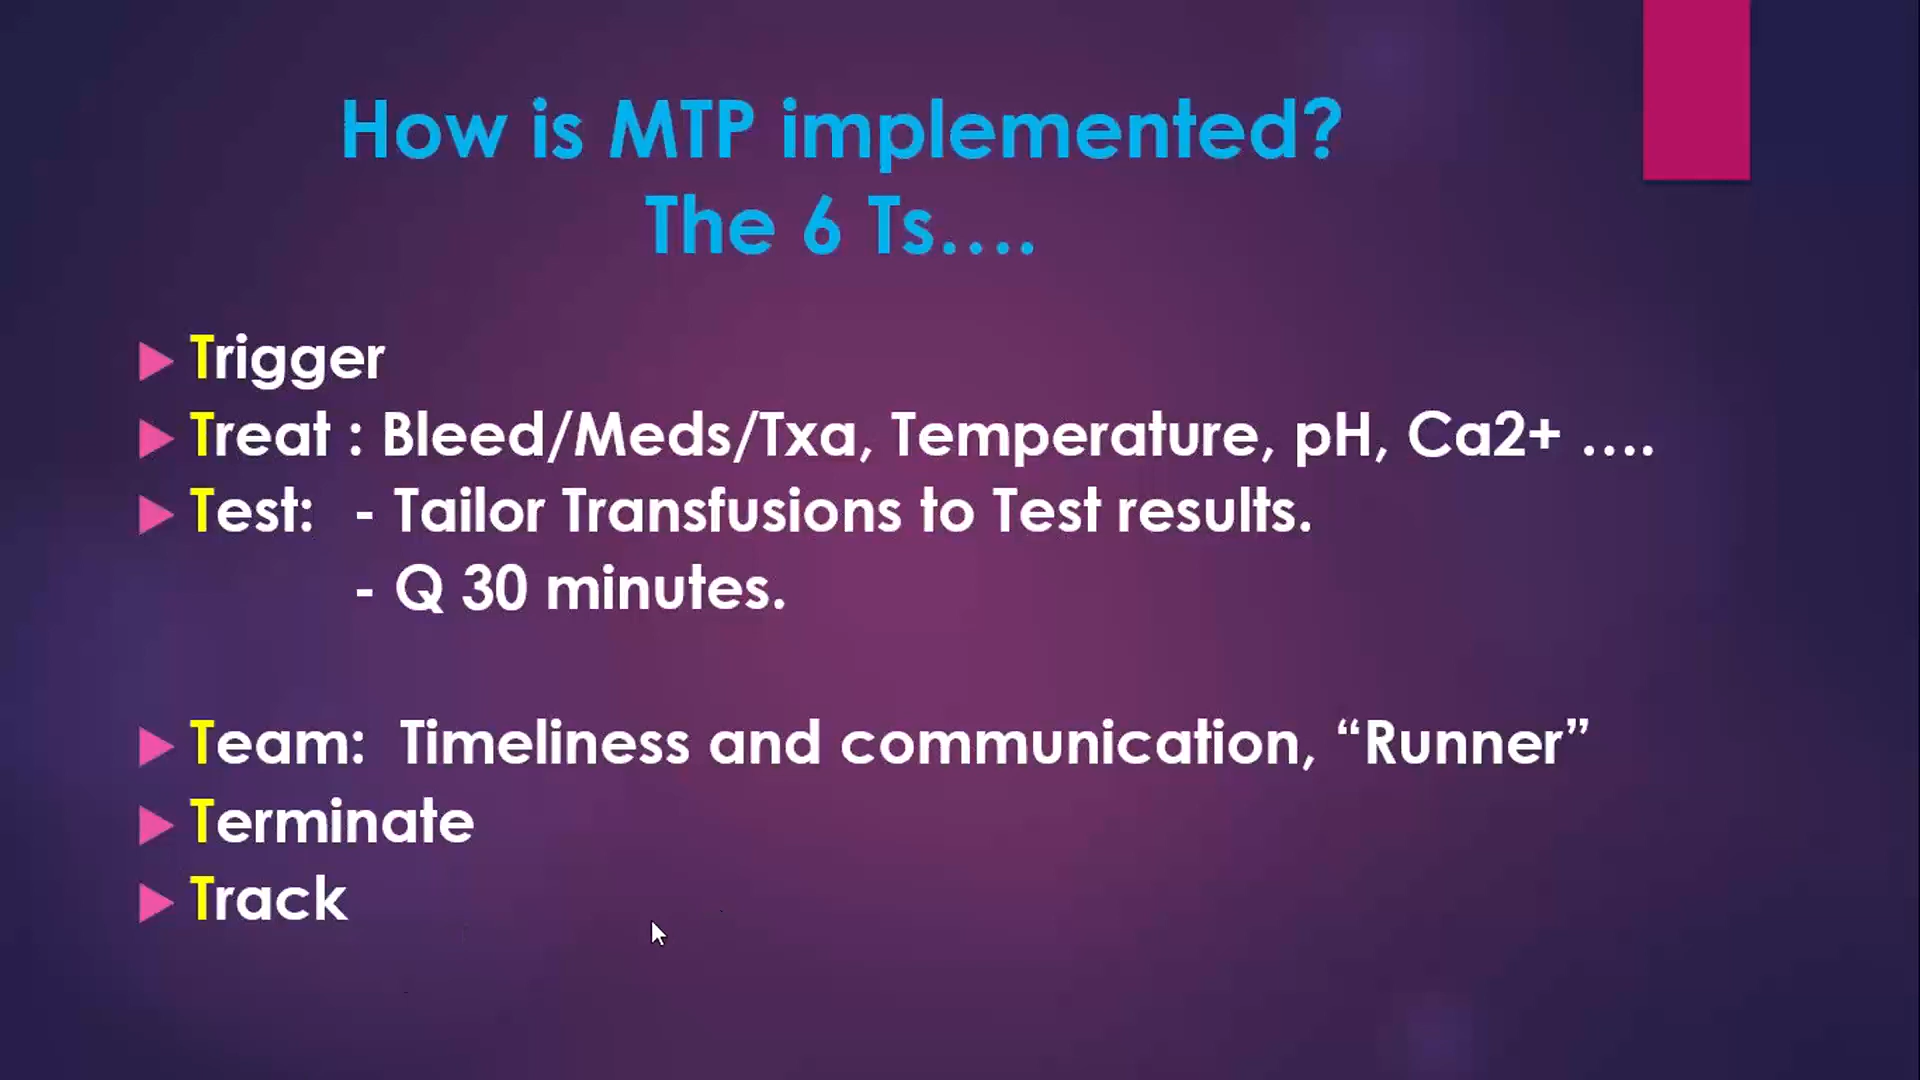 How is MTP implemented?
The 6 Ts....
Trigger
Treat : Bleed/Meds/Txa, Temperature, pH, Ca2+ ....
Test: - Tailor Transfusions to Test results.
- Q 30 minutes.
Team: Timeliness and communication, “Runner”
Terminate
Track